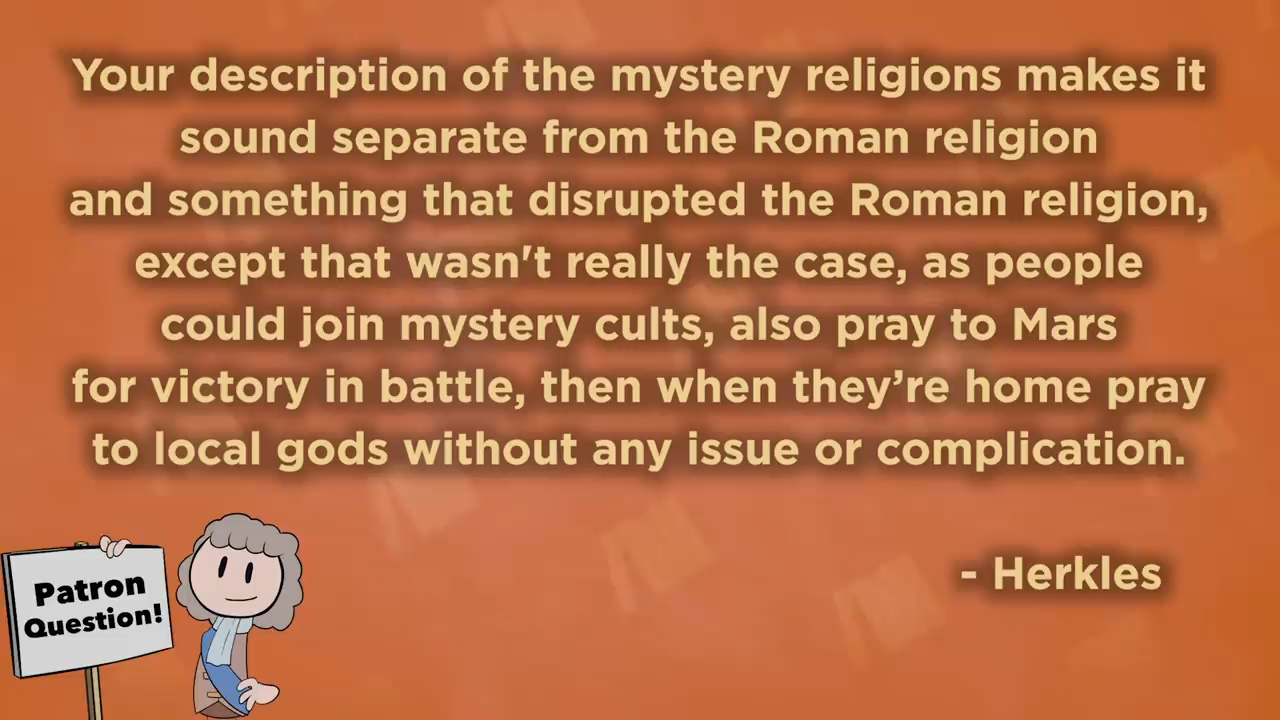 Your description of the mystery religions makes it
sound separate from the Roman religion
and something that disrupted the Roman religion,
except that wasn't really the case, as people
could join mystery cults, also pray to Mars
for victory in battle, then when they’re home pray
to local gods without any issue or complication.
- Herkles
Patron
Question!